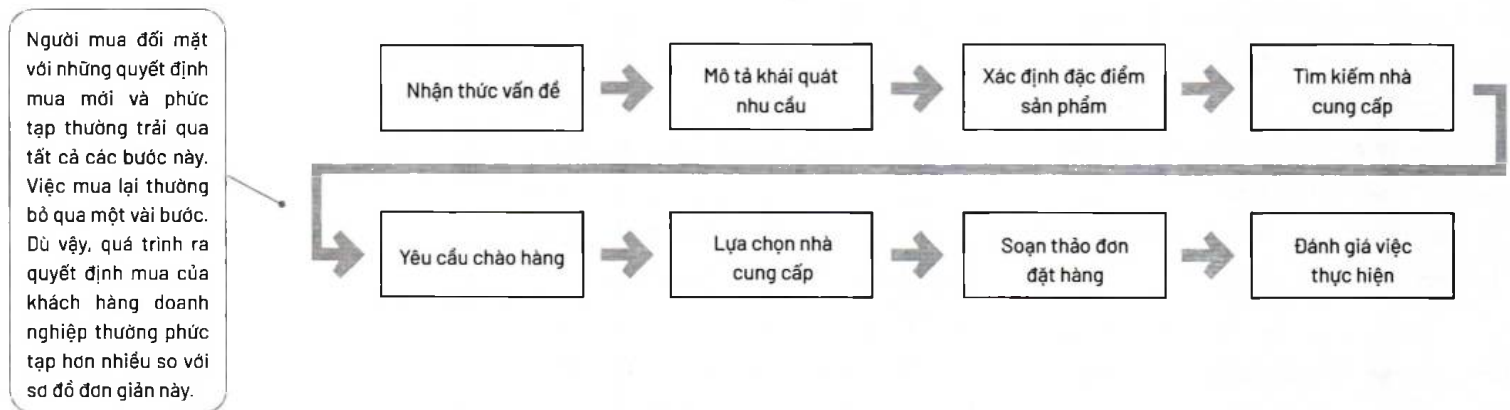 Người mua đối mặt
với những quyết định
mua mới và phức
tạp thường trải qua
tất cả các bước này.
Việc mua lại thường
bỏ qua một vài bước.
Dù vậy, quá trình ra
quyết định mua của
khách hàng doanh
nghiệp thường phức
tạp hơn nhiều so với
sơ đồ đơn giản này.
Nhận thức vấn đề
Mô tả khái quát
nhu cầu
Xác định đặc điểm
sản phẩm
Tìm kiếm nhà
cung cấp
Yêu cầu chào hàng
Lựa chọn nhà
cung cấp
Soạn thảo đơn
đặt hàng
Đánh giá việc
thực hiện